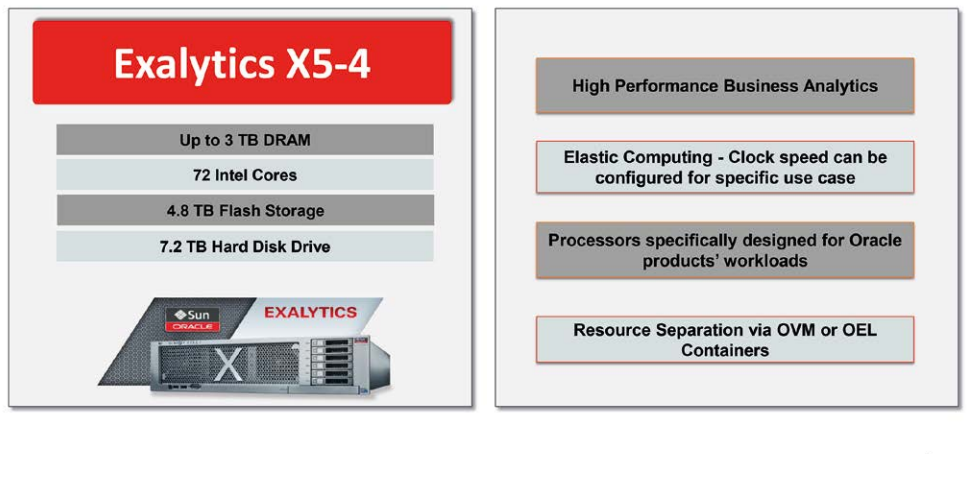 Exalytics X5-4
Up to 3 TB DRAM
72 Intel Cores
4.8 TB Flash Storage
7.2 TB Hard Disk Drive
Sun
ORACLE
EXALYTICS
X
High Performance Business Analytics
Elastic Computing - Clock speed can be
configured for specific use case
Processors specifically designed for Oracle
products’ workloads
Resource Separation via OVM or OEL
Containers